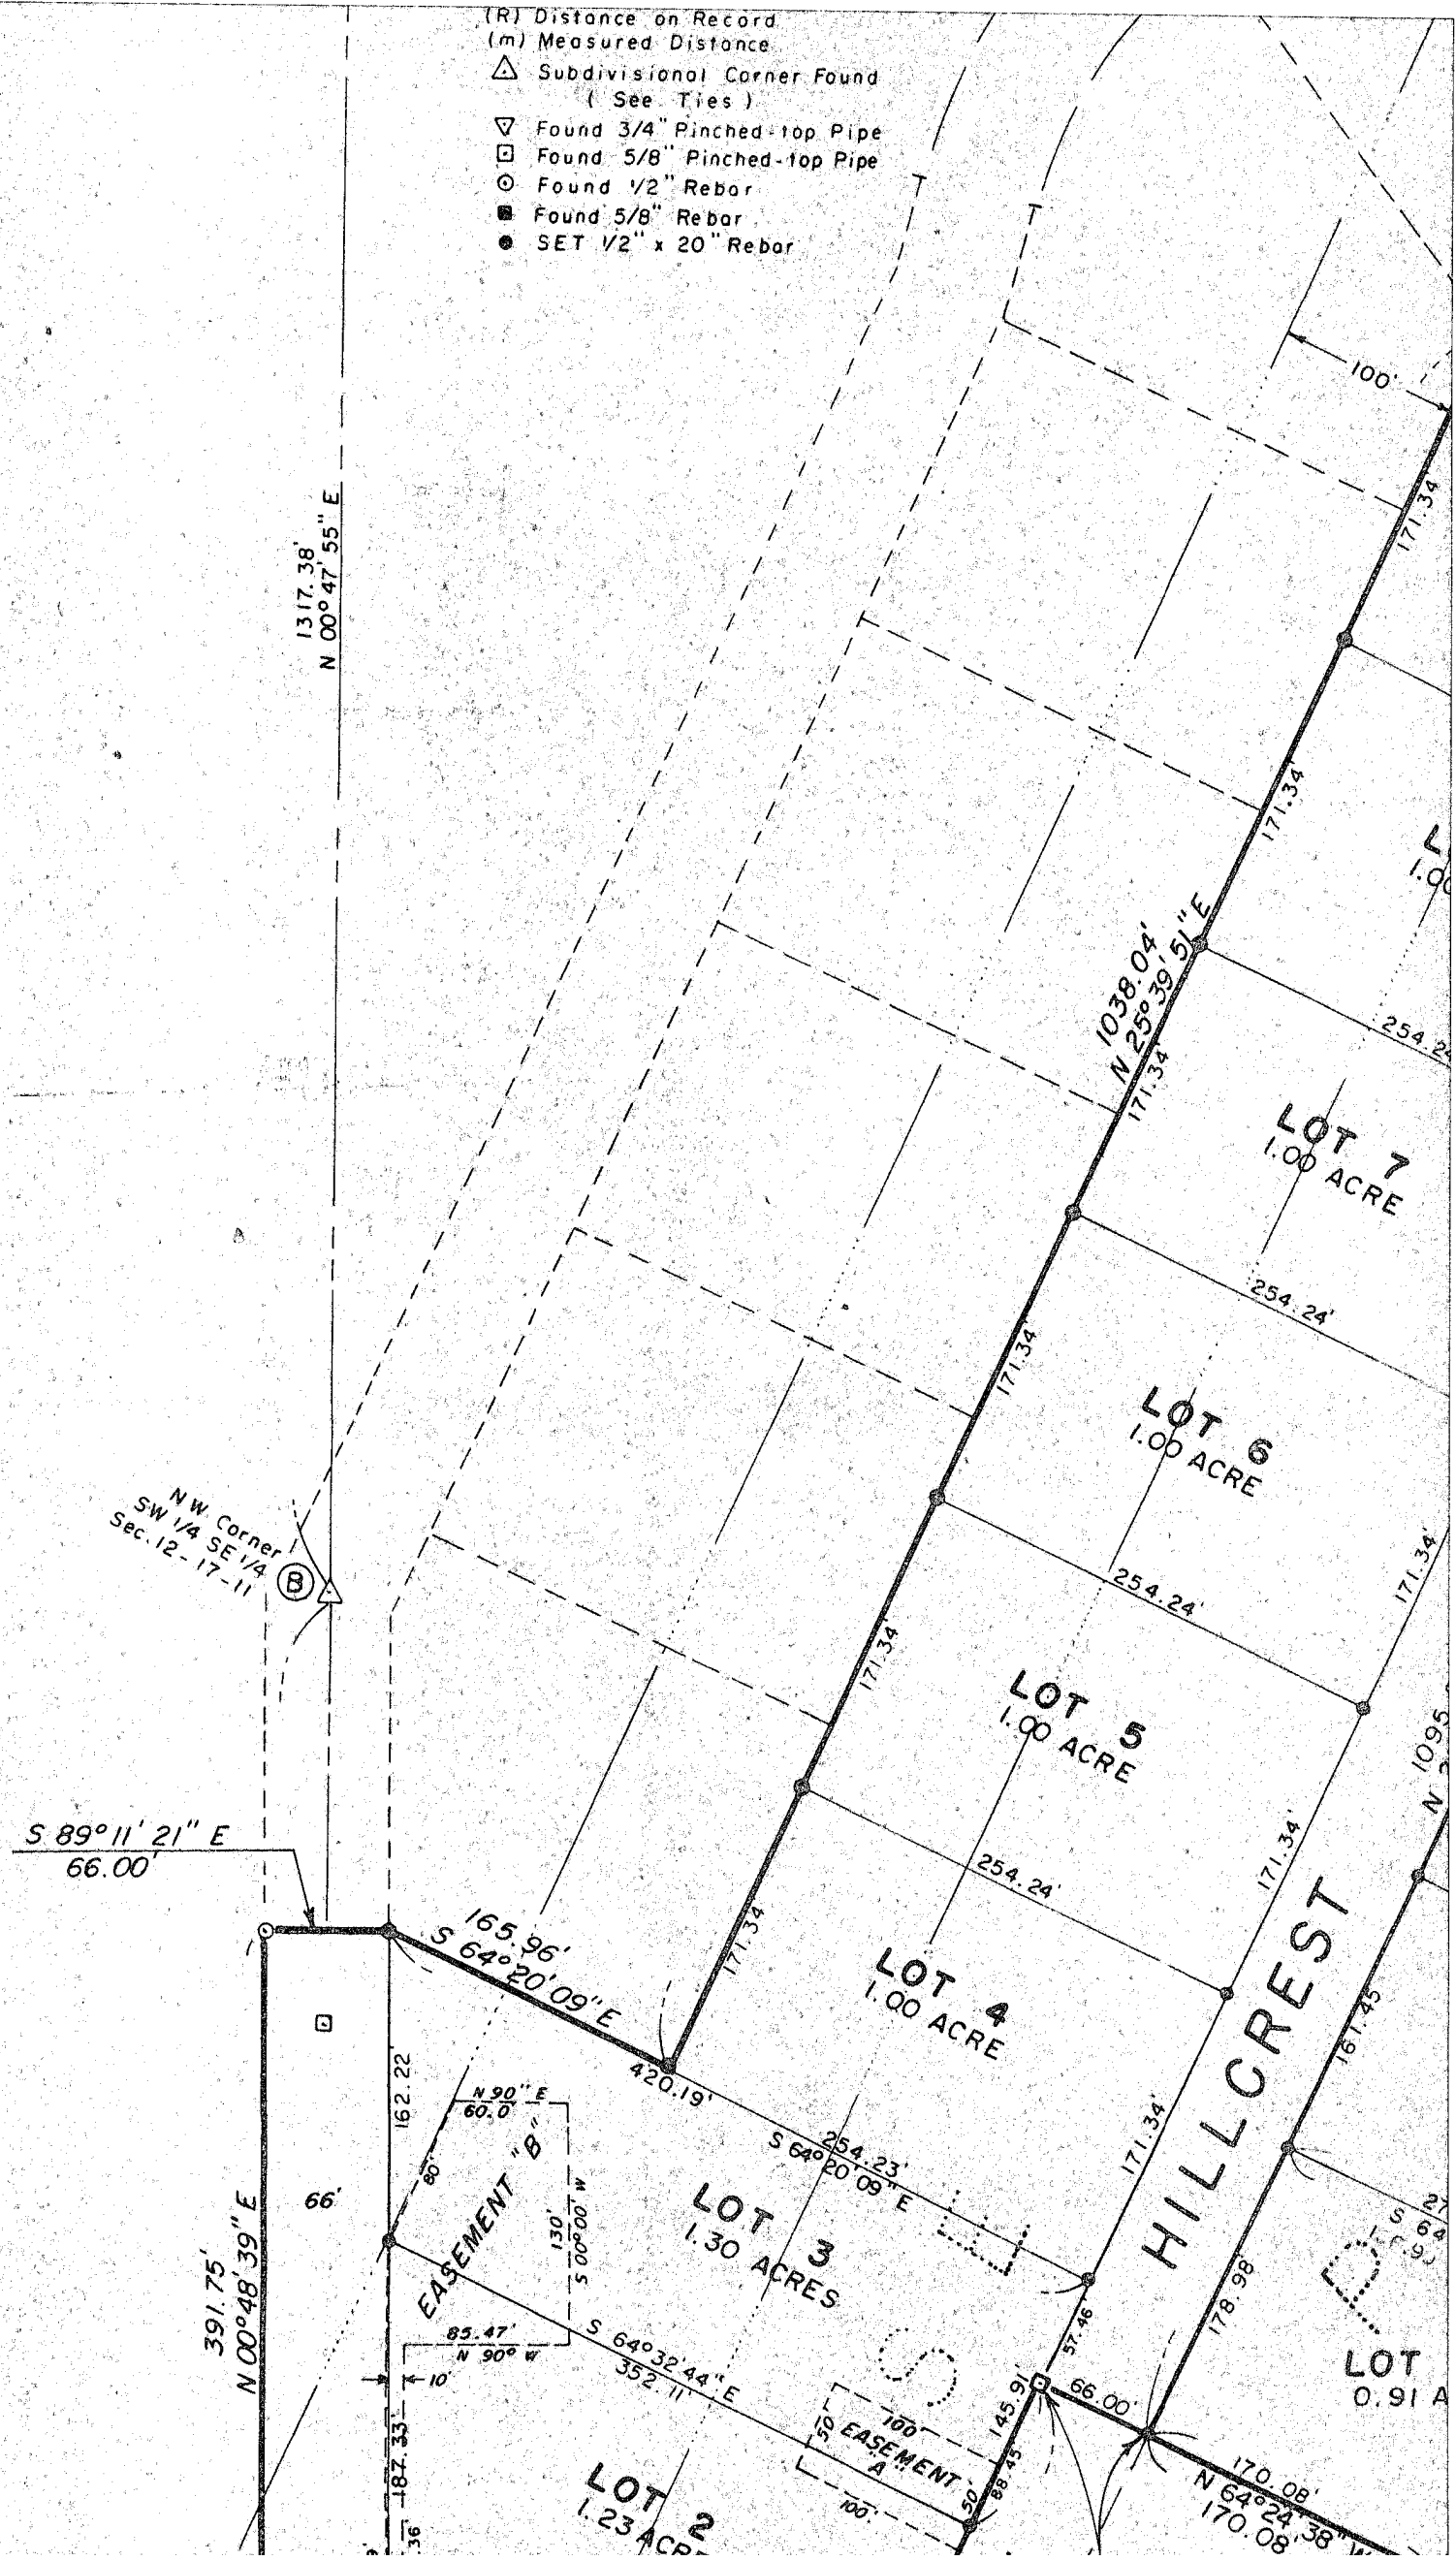 (R) Distance on Record
(m) Measured Distance
Subdivisional Corner Found
( See Ties )
Found 3/4" Pinched-top Pipe
Found 5/8" Pinched-top Pipe
Found 1/2" Rebar
Found 5/8" Rebar
SET 1/2" x 20" Rebar
100'
171.34'
1317.38'
N 00° 47' 55" E
171.34'
1038.04'
N 25° 39' 51" E
171.34'
254.24
LOT 7
1.00 ACRE
254.24'
171.34'
LOT 6
1.00 ACRE
N W. Corner
SW 1/4 SE 1/4
Sec. 12-17-11
B
254.24'
171.34'
171.34'
LOT 5
1.00 ACRE
1095.
S 89° 11' 21" E
66.00'
165.96'
S 64° 20' 09" E
171.34'
254.24'
171.34'
LOT 4
1.00 ACRE
HILLCREST
161.45
162.22'
420.19'
N 90" E
60.0'
254.23'
S 64° 20' 09" E
171.34'
80'
EASEMENT "B"
130'
S 00°00' 00" W
66'
LOT 3
1.30 ACRES
391.75'
N 00° 48' 39" E
178.98'
57.46'
85.47'
N 90° W
10'
S 64° 32' 44" E
352.11'
145.91'
66.00'
LOT
0.91 A
100'
50'
EASEMENT
"A"
100'
50'
88.45
187.33'
.36'
LOT 2
1.23 ACRE
170.08'
N 64° 24' 38" W
170.08'